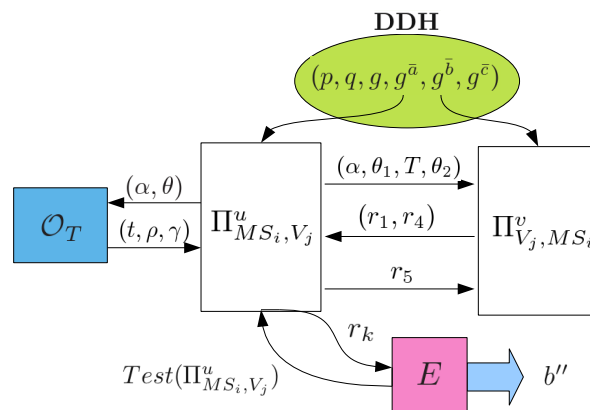 DDH
(p, q, g, g^ā, g^b̄, g^c̄)
(α, θ)
(α, θ₁, T, θ₂)
𝒪_T
Π^u_{MS_i,V_j}
Π^v_{V_j,MS_i}
(t, ρ, γ)
(r₁, r₄)
r₅
r_k
Test(Π^u_{MS_i,V_j})
E
b′′